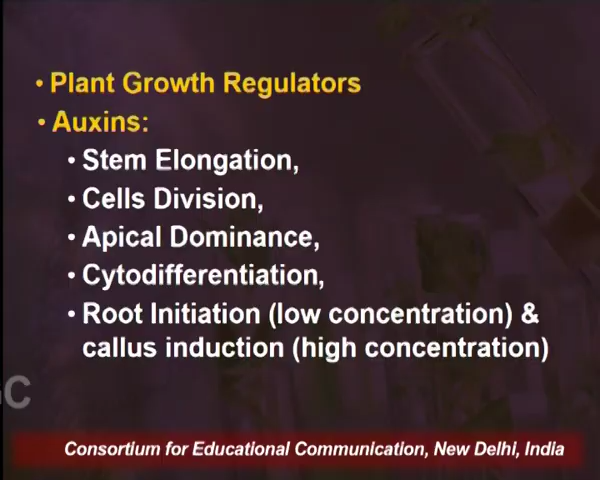 • Plant Growth Regulators
• Auxins:
• Stem Elongation,
• Cells Division,
• Apical Dominance,
• Cytodifferentiation,
• Root Initiation (low concentration) &
callus induction (high concentration)
Consortium for Educational Communication, New Delhi, India